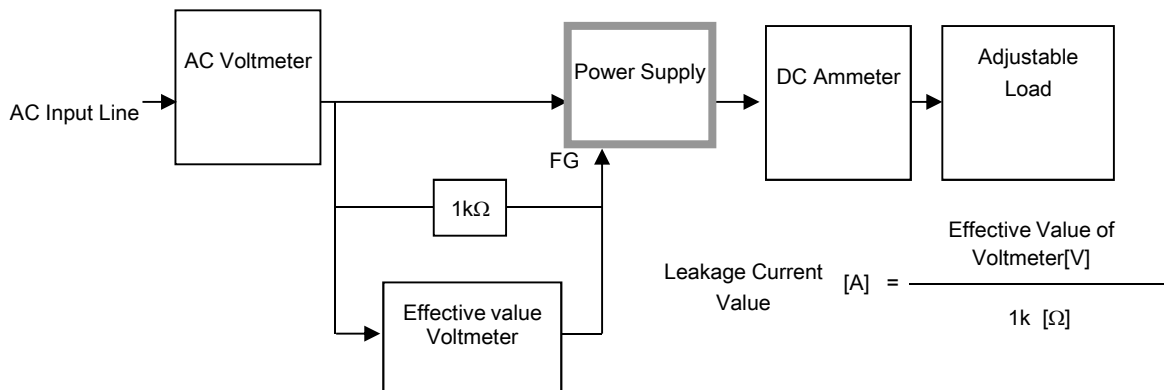 AC Voltmeter
Power Supply
DC Ammeter
Adjustable
Load
AC Input Line
FG
1kΩ
Effective value
Voltmeter
Leakage Current
Value
[A] =
Effective Value of
Voltmeter[V]
1k [Ω]